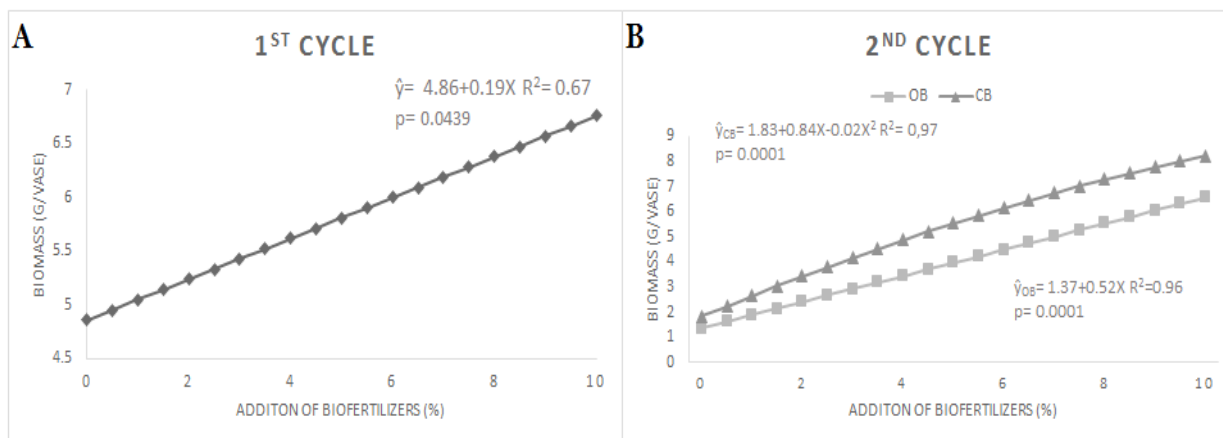 A
1ST CYCLE
ŷ= 4.86+0.19X R²= 0.67
p= 0.0439
BIOMASS (G/VASE)
7
6.5
6
5.5
5
4.5
0 2 4 6 8 10
ADDITON OF BIOFERTILIZERS (%)
B
2ND CYCLE
OB CB
ŷCB= 1.83+0.84X-0.02X² R²= 0,97
p= 0.0001
BIOMASS (G/VASE)
9
8
7
6
5
4
3
2
1
0
ŷOB= 1.37+0.52X R²=0.96
p= 0.0001
0 2 4 6 8 10
ADDITON OF BIOFERTILIZERS (%)